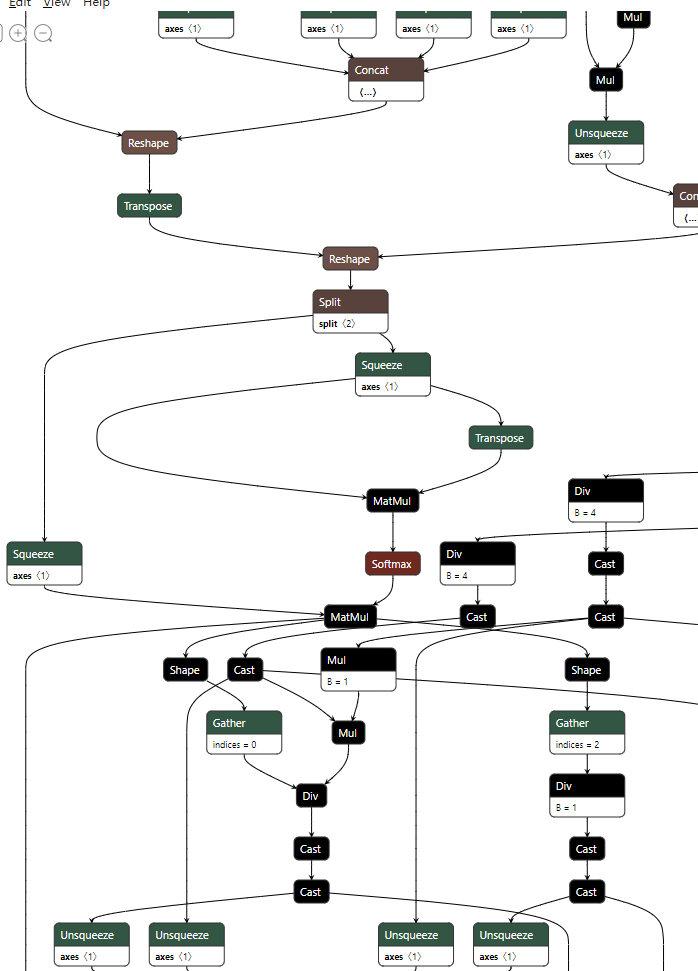 Edit View Help
axes ⟨1⟩ axes ⟨1⟩ axes ⟨1⟩ axes ⟨1⟩ Mul
Concat
⟨...⟩
Mul
Unsqueeze
axes ⟨1⟩
Reshape
Transpose
⟨...
Reshape
Split
split ⟨2⟩
Squeeze
axes ⟨1⟩
Transpose
MatMul
Div
B = 4
Squeeze
axes ⟨1⟩
Softmax
Div
B = 4
Cast
MatMul Cast Cast
Shape Cast
Mul
B = 1
Shape
Gather
indices = 0
Mul
Gather
indices = 2
Div
Div
B = 1
Cast Cast
Cast Cast
Unsqueeze Unsqueeze Unsqueeze Unsqueeze
axes ⟨1⟩ axes ⟨1⟩ axes ⟨1⟩ axes ⟨1⟩